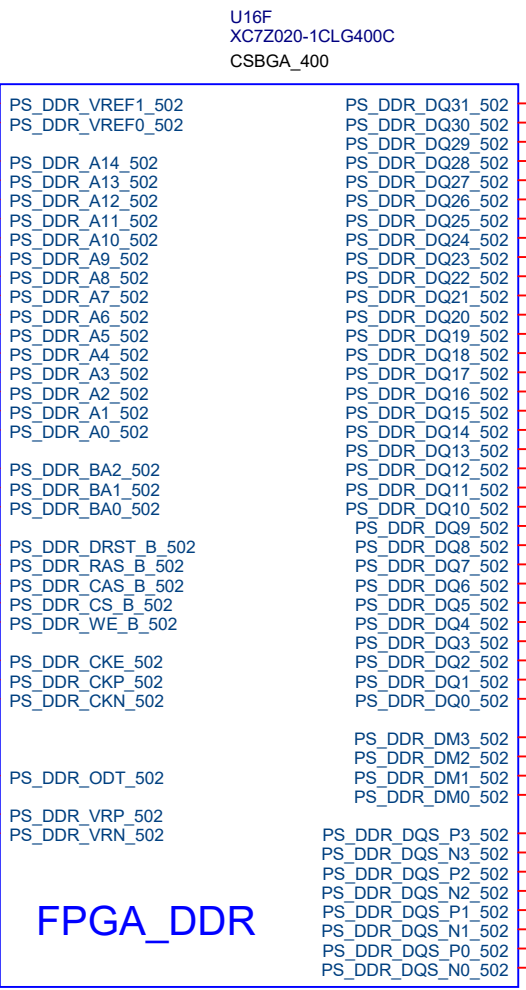 U16F
XC7Z020-1CLG400C
CSBGA_400
PS_DDR_VREF1_502
PS_DDR_VREF0_502
PS_DDR_A14_502
PS_DDR_A13_502
PS_DDR_A12_502
PS_DDR_A11_502
PS_DDR_A10_502
PS_DDR_A9_502
PS_DDR_A8_502
PS_DDR_A7_502
PS_DDR_A6_502
PS_DDR_A5_502
PS_DDR_A4_502
PS_DDR_A3_502
PS_DDR_A2_502
PS_DDR_A1_502
PS_DDR_A0_502
PS_DDR_BA2_502
PS_DDR_BA1_502
PS_DDR_BA0_502
PS_DDR_DRST_B_502
PS_DDR_RAS_B_502
PS_DDR_CAS_B_502
PS_DDR_CS_B_502
PS_DDR_WE_B_502
PS_DDR_CKE_502
PS_DDR_CKP_502
PS_DDR_CKN_502
PS_DDR_ODT_502
PS_DDR_VRP_502
PS_DDR_VRN_502
FPGA_DDR
PS_DDR_DQ31_502
PS_DDR_DQ30_502
PS_DDR_DQ29_502
PS_DDR_DQ28_502
PS_DDR_DQ27_502
PS_DDR_DQ26_502
PS_DDR_DQ25_502
PS_DDR_DQ24_502
PS_DDR_DQ23_502
PS_DDR_DQ22_502
PS_DDR_DQ21_502
PS_DDR_DQ20_502
PS_DDR_DQ19_502
PS_DDR_DQ18_502
PS_DDR_DQ17_502
PS_DDR_DQ16_502
PS_DDR_DQ15_502
PS_DDR_DQ14_502
PS_DDR_DQ13_502
PS_DDR_DQ12_502
PS_DDR_DQ11_502
PS_DDR_DQ10_502
PS_DDR_DQ9_502
PS_DDR_DQ8_502
PS_DDR_DQ7_502
PS_DDR_DQ6_502
PS_DDR_DQ5_502
PS_DDR_DQ4_502
PS_DDR_DQ3_502
PS_DDR_DQ2_502
PS_DDR_DQ1_502
PS_DDR_DQ0_502
PS_DDR_DM3_502
PS_DDR_DM2_502
PS_DDR_DM1_502
PS_DDR_DM0_502
PS_DDR_DQS_P3_502
PS_DDR_DQS_N3_502
PS_DDR_DQS_P2_502
PS_DDR_DQS_N2_502
PS_DDR_DQS_P1_502
PS_DDR_DQS_N1_502
PS_DDR_DQS_P0_502
PS_DDR_DQS_N0_502